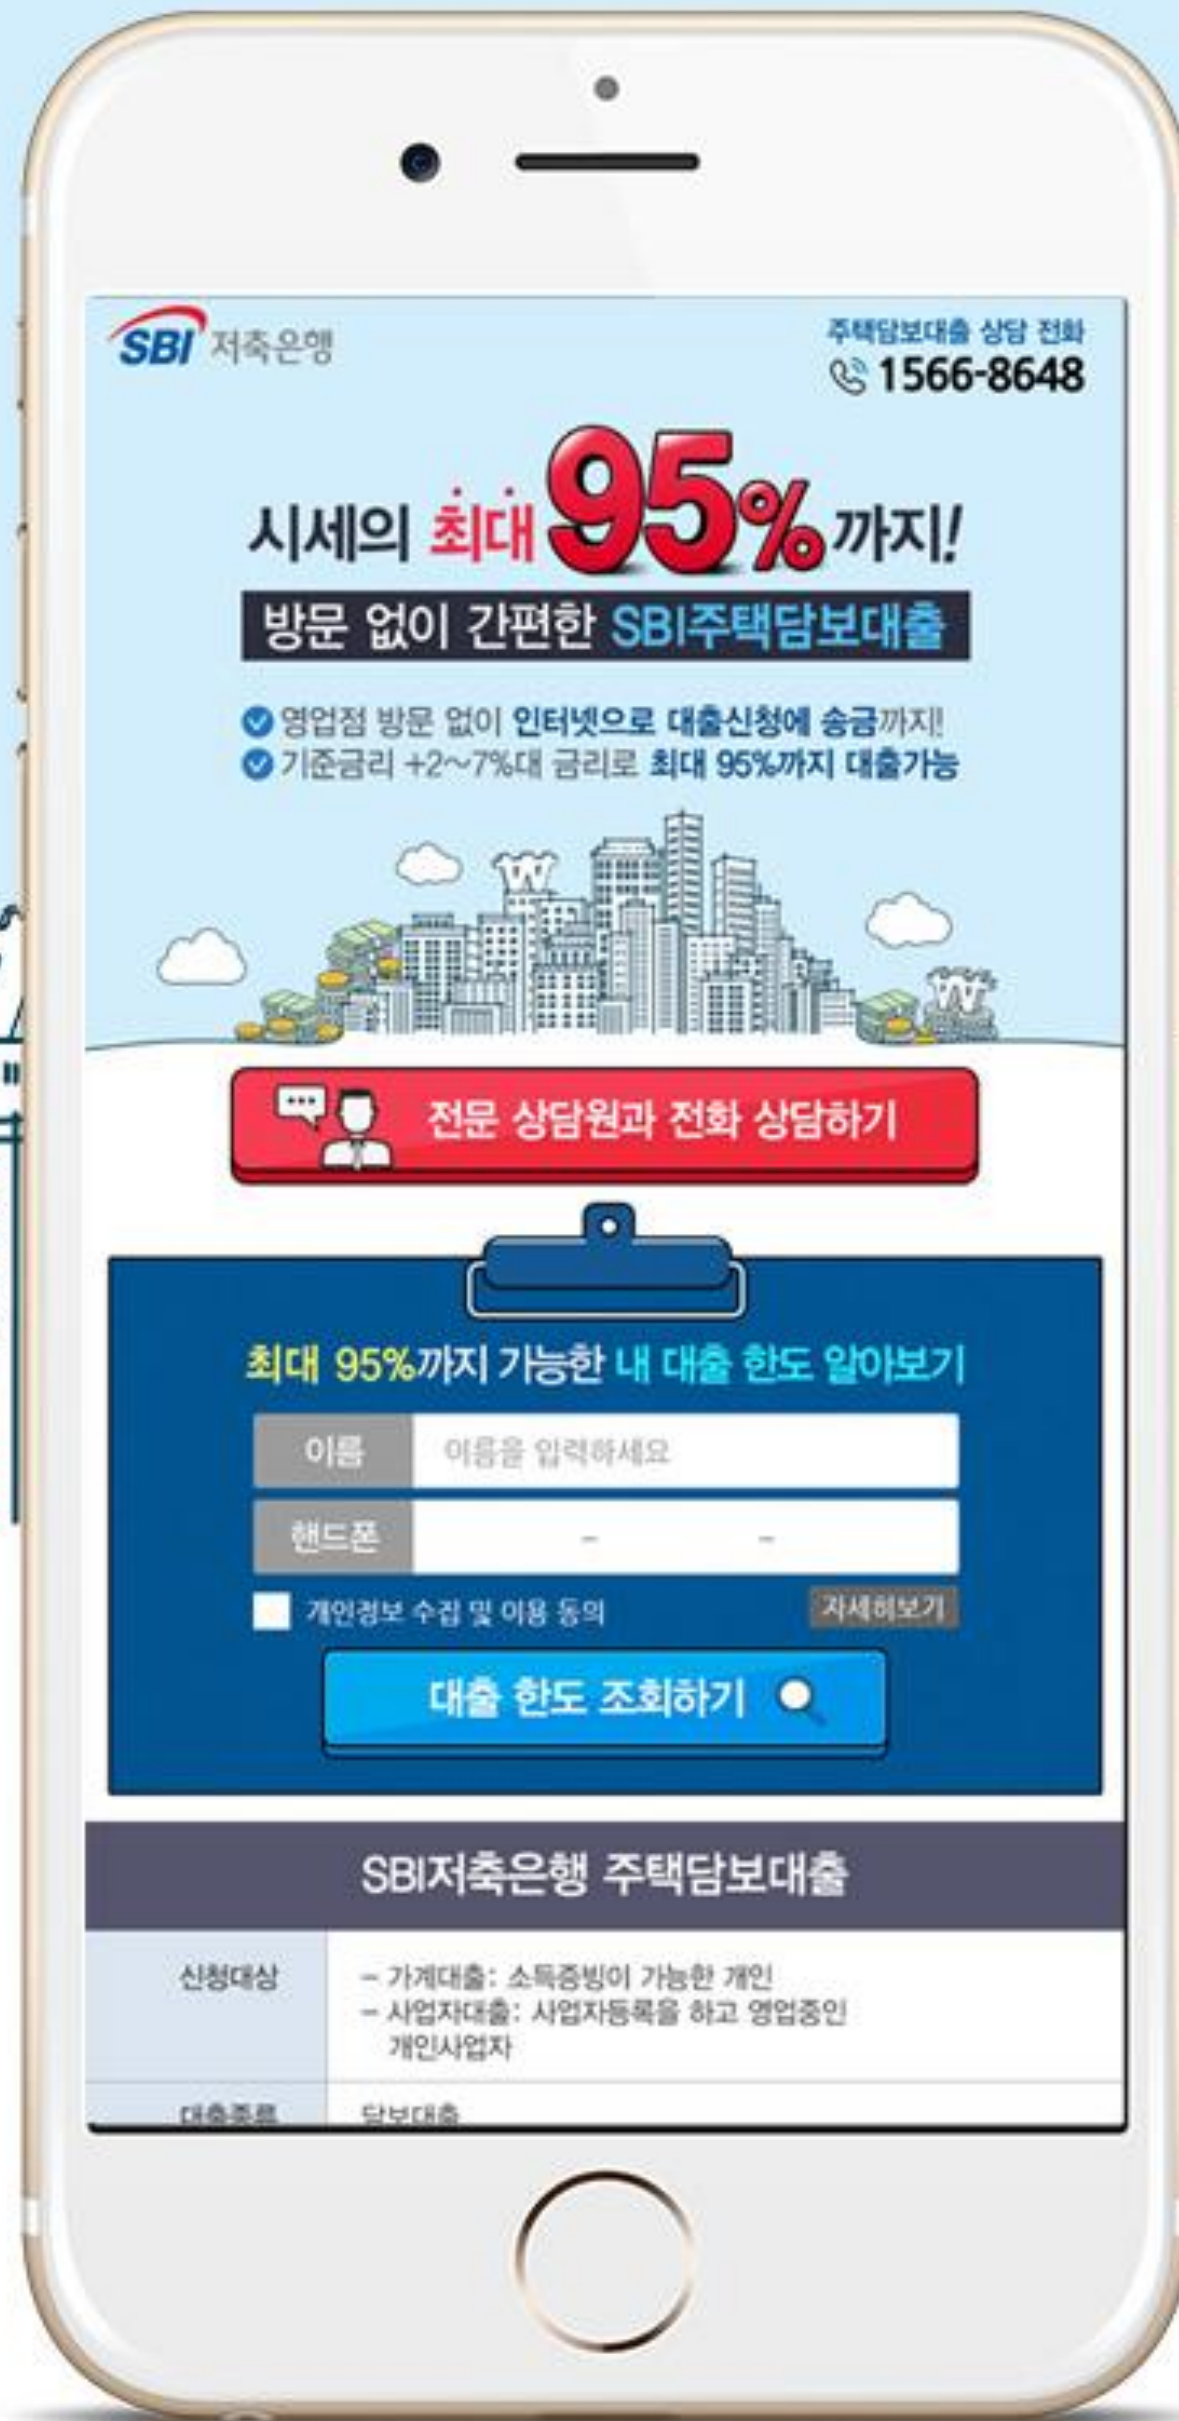 SBI 저축은행
주택담보대출 상담 전화
1566-8648
시세의 최대 95%까지!
방문 없이 간편한 SBI주택담보대출
영업점 방문 없이 인터넷으로 대출신청에 송금까지!
기준금리 +2~7%대 금리로 최대 95%까지 대출가능
전문 상담원과 전화 상담하기
최대 95%까지 가능한 내 대출 한도 알아보기
이름 이름을 입력하세요
핸드폰 - -
개인정보 수집 및 이용 동의 자세히보기
대출 한도 조회하기
SBI저축은행 주택담보대출
신청대상 - 가계대출: 소득증빙이 가능한 개인
- 사업자대출: 사업자등록을 하고 영업중인
개인사업자
대출종류 담보대출